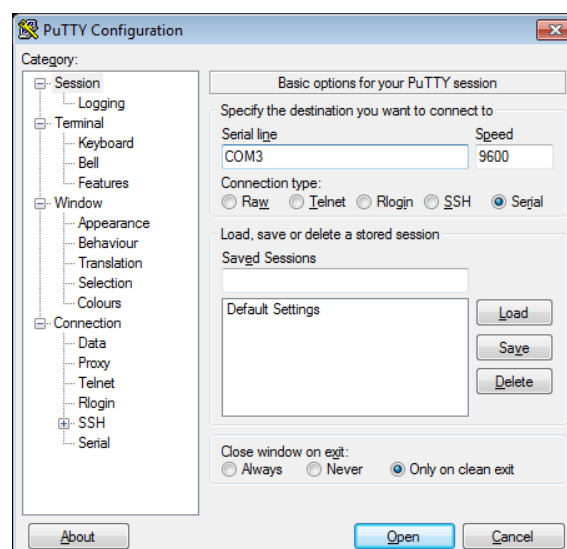 PuTTY Configuration
Category:
Session
Logging
Terminal
Keyboard
Bell
Features
Window
Appearance
Behaviour
Translation
Selection
Colours
Connection
Data
Proxy
Telnet
Rlogin
SSH
Serial
Basic options for your PuTTY session
Specify the destination you want to connect to
Serial line Speed
COM3 9600
Connection type:
Raw Telnet Rlogin SSH Serial
Load, save or delete a stored session
Saved Sessions
Default Settings
Load
Save
Delete
Close window on exit:
Always Never Only on clean exit
About Open Cancel